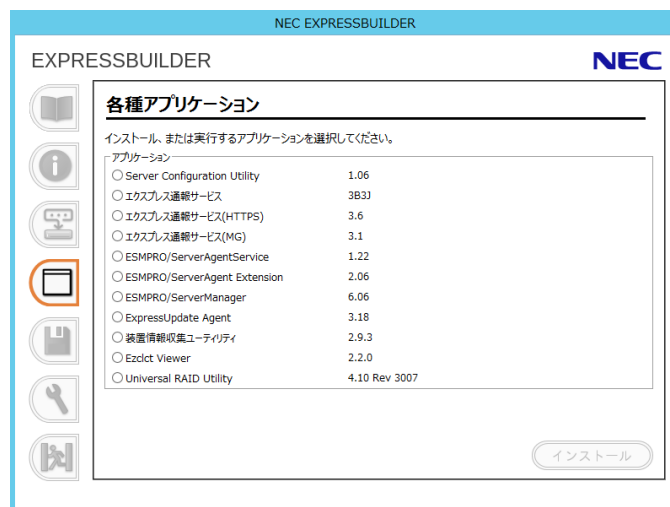 NEC EXPRESSBUILDER
EXPRESSBUILDER
NEC
各種アプリケーション
インストール、または実行するアプリケーションを選択してください。
アプリケーション
Server Configuration Utility 1.06
エクスプレス通報サービス 3B3J
エクスプレス通報サービス(HTTPS) 3.6
エクスプレス通報サービス(MG) 3.1
ESMPRO/ServerAgentService 1.22
ESMPRO/ServerAgent Extension 2.06
ESMPRO/ServerManager 6.06
ExpressUpdate Agent 3.18
装置情報収集ユーティリティ 2.9.3
Ezclct Viewer 2.2.0
Universal RAID Utility 4.10 Rev 3007
インストール